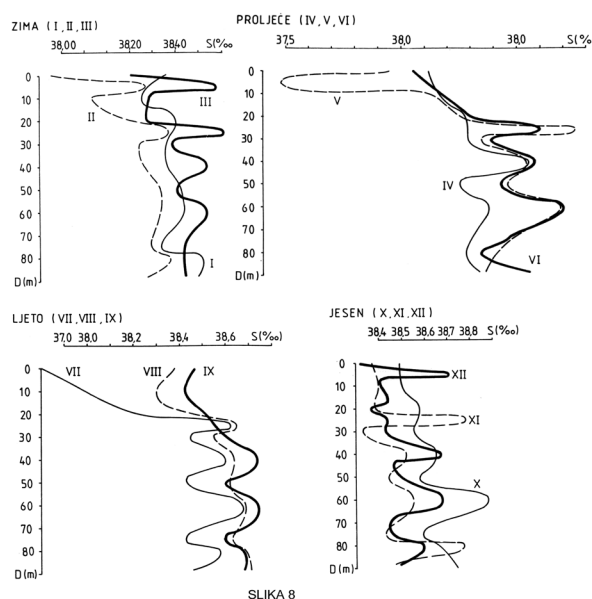 ZIMA (I,II,III)
38,00 38,20 38,40 S(‰
0
10
20
30
40
50
60
70
80
D(m)
II
III
I
PROLJEĆE (IV,V,VI)
37,5 38,0 38,0 S(%
0
10
20
30
40
50
60
70
80
D(m)
V
IV
VI
LJETO (VII,VIII,IX)
37,0 38,0 38,2 38,4 38,6 S(‰)
0
10
20
30
40
50
60
70
80
D(m)
VII VIII IX
JESEN (X,XI,XII)
38,4 38,5 38,6 38,7 38,8 S(‰)
0
10
20
30
40
50
60
70
80
D(m)
XII
XI
X
SLIKA 8